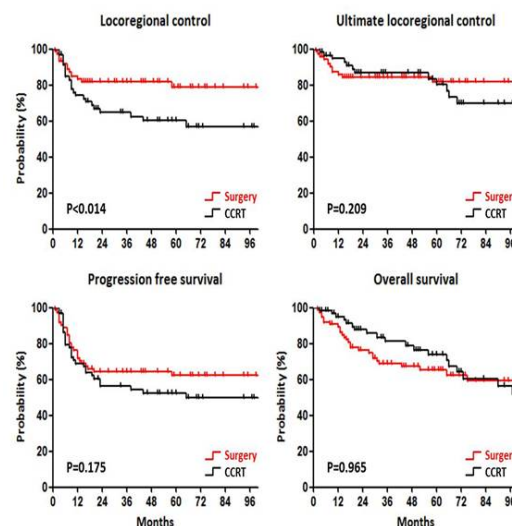 Locoregional control
Probability (%)
100
80
60
40
20
0
0 12 24 36 48 60 72 84 96
Surgery
CCRT
P<0.014
Ultimate locoregional control
100
80
60
40
20
0
0 12 24 36 48 60 72 84 96
Surgery
CCRT
P=0.209
Progression free survival
Probability (%)
100
80
60
40
20
0
0 12 24 36 48 60 72 84 96
Surgery
CCRT
P=0.175
Months
Overall survival
Probability (%)
100
80
60
40
20
0
0 12 24 36 48 60 72 84 96
Surgery
CCRT
P=0.965
Months